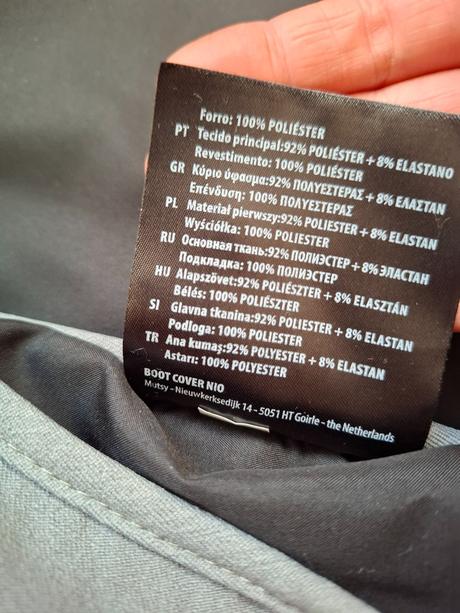 Forro: 100% POLIÉSTER
PT Tecido principal:92% POLIÉSTER + 8% ELASTANO
Revestimento: 100% POLIÉSTER
GR Κύριο ύφασμα:92% ΠΟΛΥΕΣΤΕΡΑΣ + 8% ΕΛΑΣΤΑΝ
Επένδυση: 100% ΠΟΛΥΕΣΤΕΡΑΣ
PL Materiał pierwszy:92% POLIESTER + 8% ELASTAN
Wyściółka: 100% POLIESTER
RU Основная ткань:92% ПОЛИЭСТЕР + 8% ЭЛАСТАН
Подкладка: 100% ПОЛИЭСТЕР
HU Alapszövet:92% POLIÉSZTER + 8% ELASZTÁN
Bélés: 100% POLIÉSZTER
SI Glavna tkanina:92% POLIESTER + 8% ELASTAN
Podloga: 100% POLIESTER
TR Ana kumaş:92% POLYESTER + 8% ELASTAN
Astarı: 100% POLYESTER
BOOT COVER NIO
Mutsy - Nieuwkerksedijk 14 - 5051 HT Goirle - the Netherlands